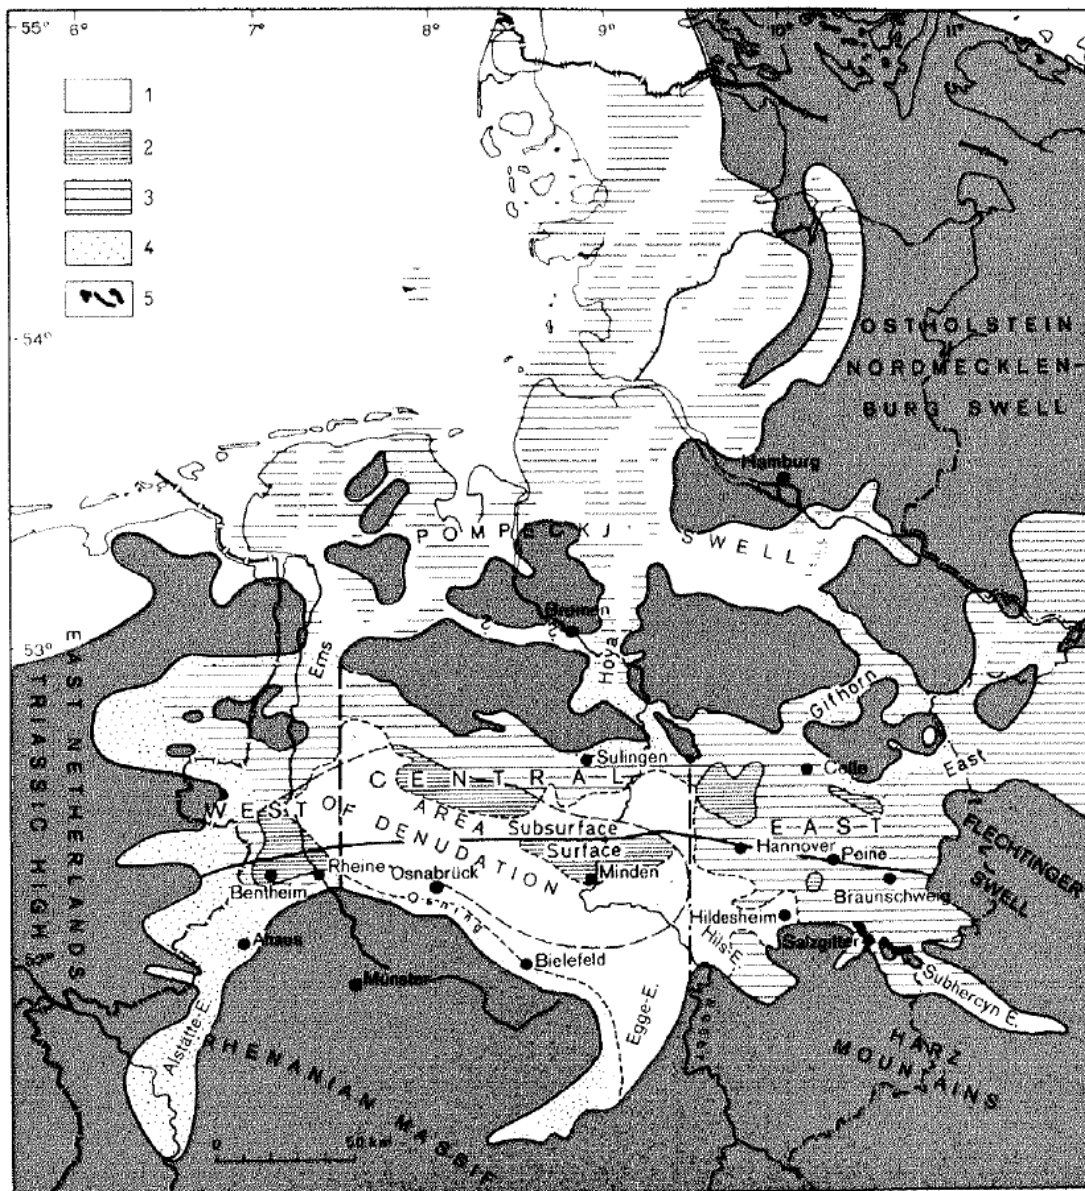 55° 6° 7° 8° 9° 10° 11°
1
2
3
4
5
54°
OSTHOLSTEIN
NORDMECKLEN-
BURG SWELL
Hamburg
POMPECKJ' SWELL
Bremen
53°
Ems
Hoya
Gifhorn
EAST NETHERLANDS
TRIASSIC HIGH
Sulingen
Celle
East
CENTRAL
WEST
AREA
OF DENUDATION
Subsurface
Surface
EAST
FLECHTINGER
SWELL
Hannover
Peine
Rheine
Osnabrück
Minden
Bentheim
Braunschweig
Osning
Hildesheim
Hils-E.
Salzgitter
Ahaus
52°
Bielefeld
Münster
Subhercyn E.
Egge-E.
Alstätte E.
HARZ
MOUNTAINS
RHENANIAN MASSIF
0 50 km